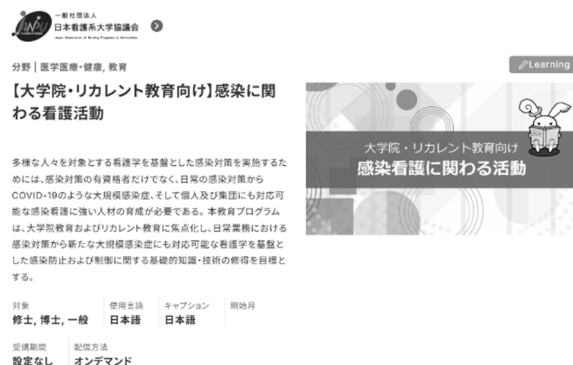 JANPU
一般社団法人
日本看護系大学協議会
Japan Association of Nursing Programs in Universities
分野 | 医学医療・健康, 教育
Learning
【大学院・リカレント教育向け】感染に関
わる看護活動
大学院・リカレント教育向け
感染看護に関わる活動
多様な人々を対象とする看護学を基盤とした感染対策を実施するた
めには、感染対策の有資格者だけでなく、日常の感染対策から
COVID-19のような大規模感染症、そして個人及び集団にも対応可
能な感染看護に強い人材の育成が必要である。本教育プログラム
は、大学院教育およびリカレント教育に焦点化し、日常業務における
感染対策から新たな大規模感染症にも対応可能な看護学を基盤と
した感染防止および制御に関する基礎的知識・技術の修得を目標と
する。
対象 使用言語 キャプション 開始月
修士, 博士, 一般 日本語 日本語
受講期間 配信方法
設定なし オンデマンド